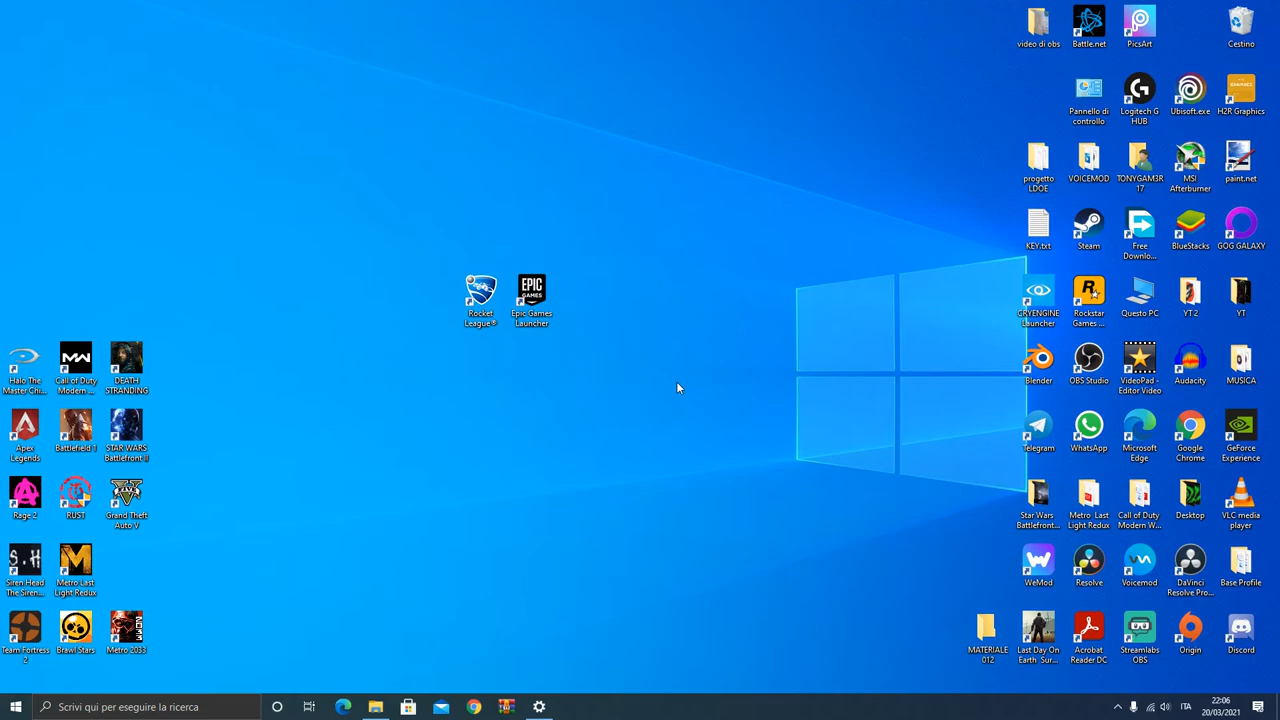 video di obs
Battle.net
PicsArt
Cestino
Pannello di
controllo
Logitech G
HUB
Ubisoft.exe
H2R Graphics
progetto
LDOE
VOICEMOD
TONYGAM3R
17
MSI
Afterburner
paint.net
KEY.txt
Steam
Free
Downlo...
BlueStacks
GOG GALAXY
EPIC
GAMES
Rocket
League®
Epic Games
Launcher
CRYENGINE
Launcher
Rockstar
Games ...
Questo PC
YT 2
YT
Halo The
Master Chi...
Call of Duty
Modern ...
DEATH
STRANDING
Blender
OBS Studio
VideoPad -
Editor Video
Audacity
MUSICA
Apex
Legends
Battlefield 1
STAR WARS
Battlefront II
Telegram
WhatsApp
Microsoft
Edge
Google
Chrome
GeForce
Experience
Rage 2
RUST
Grand Theft
Auto V
Star Wars
Battlefront...
Metro_Last
Light Redux
Call of Duty
Modern W...
Desktop
VLC media
player
S.H
Siren Head
The Siren...
Metro Last
Light Redux
WeMod
Resolve
Voicemod
DaVinci
Resolve Pro...
Base Profile
Team Fortress
2
Brawl Stars
Metro 2033
MATERIALE
012
Last Day On
Earth_Sur...
Acrobat
Reader DC
Streamlabs
OBS
Origin
Discord
Scrivi qui per eseguire la ricerca
ITA
22:06
20/03/2021